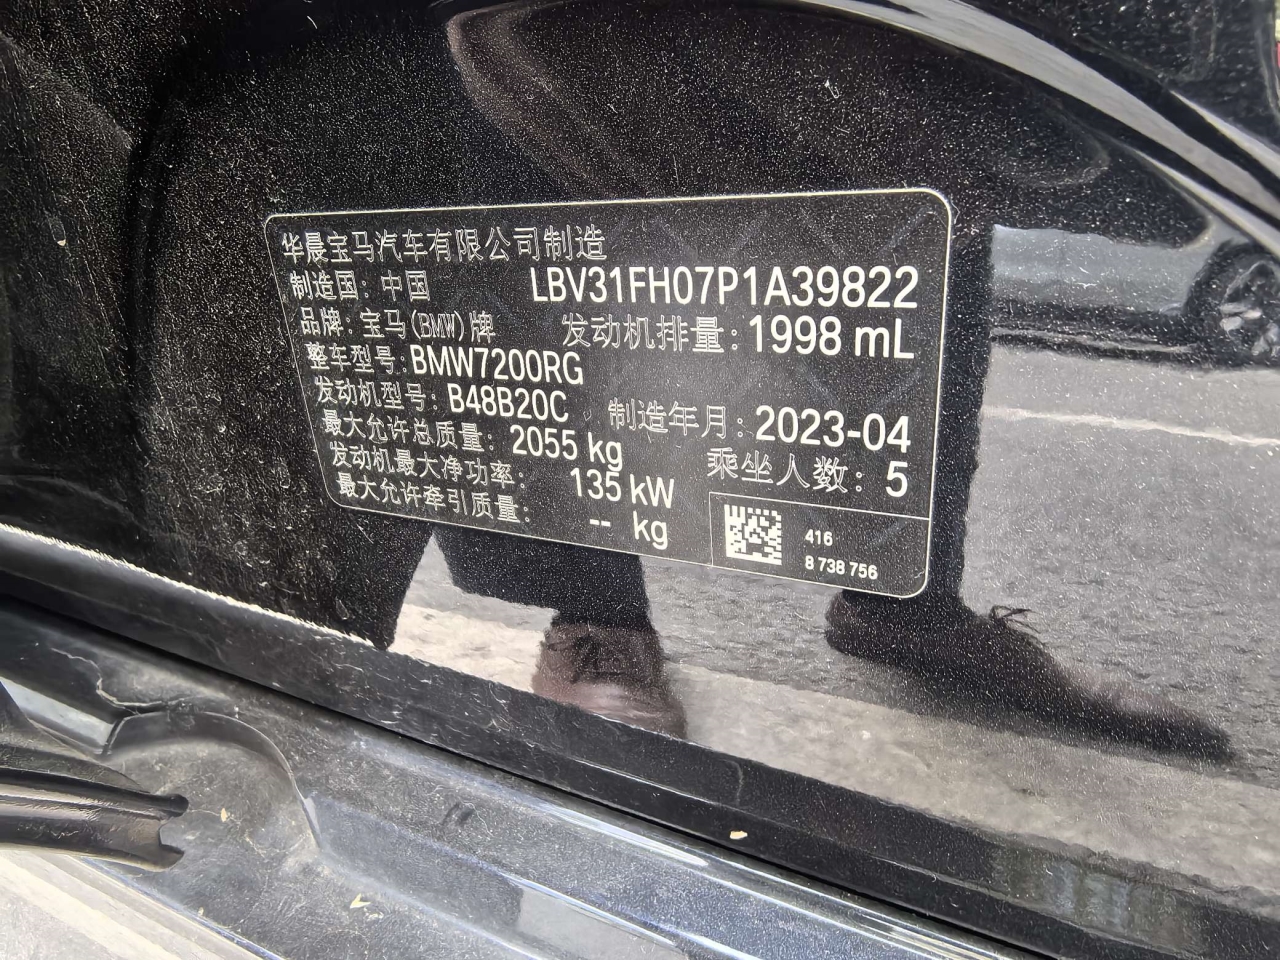 华晨宝马汽车有限公司制造
制造国: 中国 LBV31FH07P1A39822
品牌: 宝马(BMW)牌 发动机排量: 1998 mL
整车型号: BMW7200RG
发动机型号: B48B20C 制造年月: 2023-04
最大允许总质量: 2055 kg 乘坐人数: 5
发动机最大净功率: 135 kW
最大允许牵引质量: -- kg
416
8 738 756